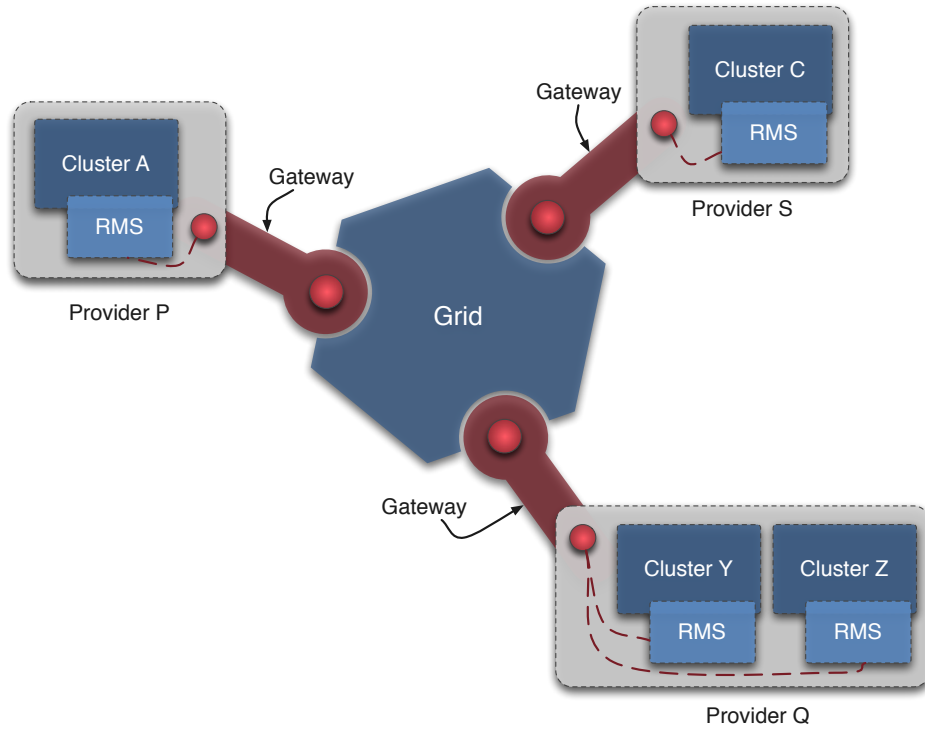 Cluster C
RMS
Gateway
Provider S
Cluster A
RMS
Gateway
Provider P
Grid
Gateway
Cluster Y
RMS
Cluster Z
RMS
Provider Q